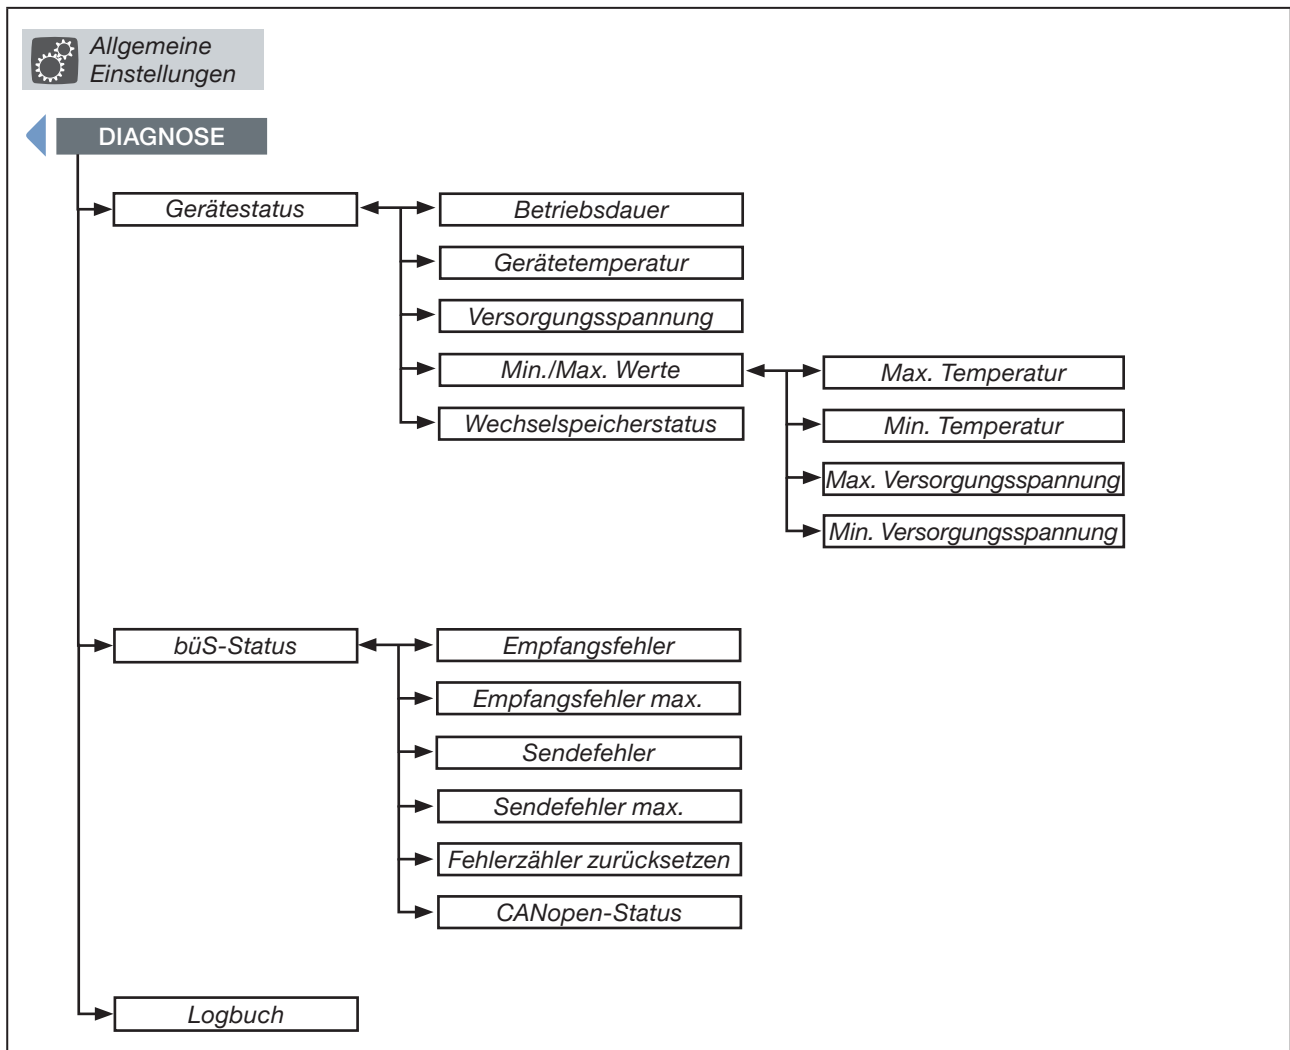 Allgemeine
Einstellungen
DIAGNOSE
Gerätestatus
Betriebsdauer
Gerätetemperatur
Versorgungsspannung
Min./Max. Werte
Max. Temperatur
Wechselspeicherstatus
Min. Temperatur
Max. Versorgungsspannung
Min. Versorgungsspannung
büS-Status
Empfangsfehler
Empfangsfehler max.
Sendefehler
Sendefehler max.
Fehlerzähler zurücksetzen
CANopen-Status
Logbuch